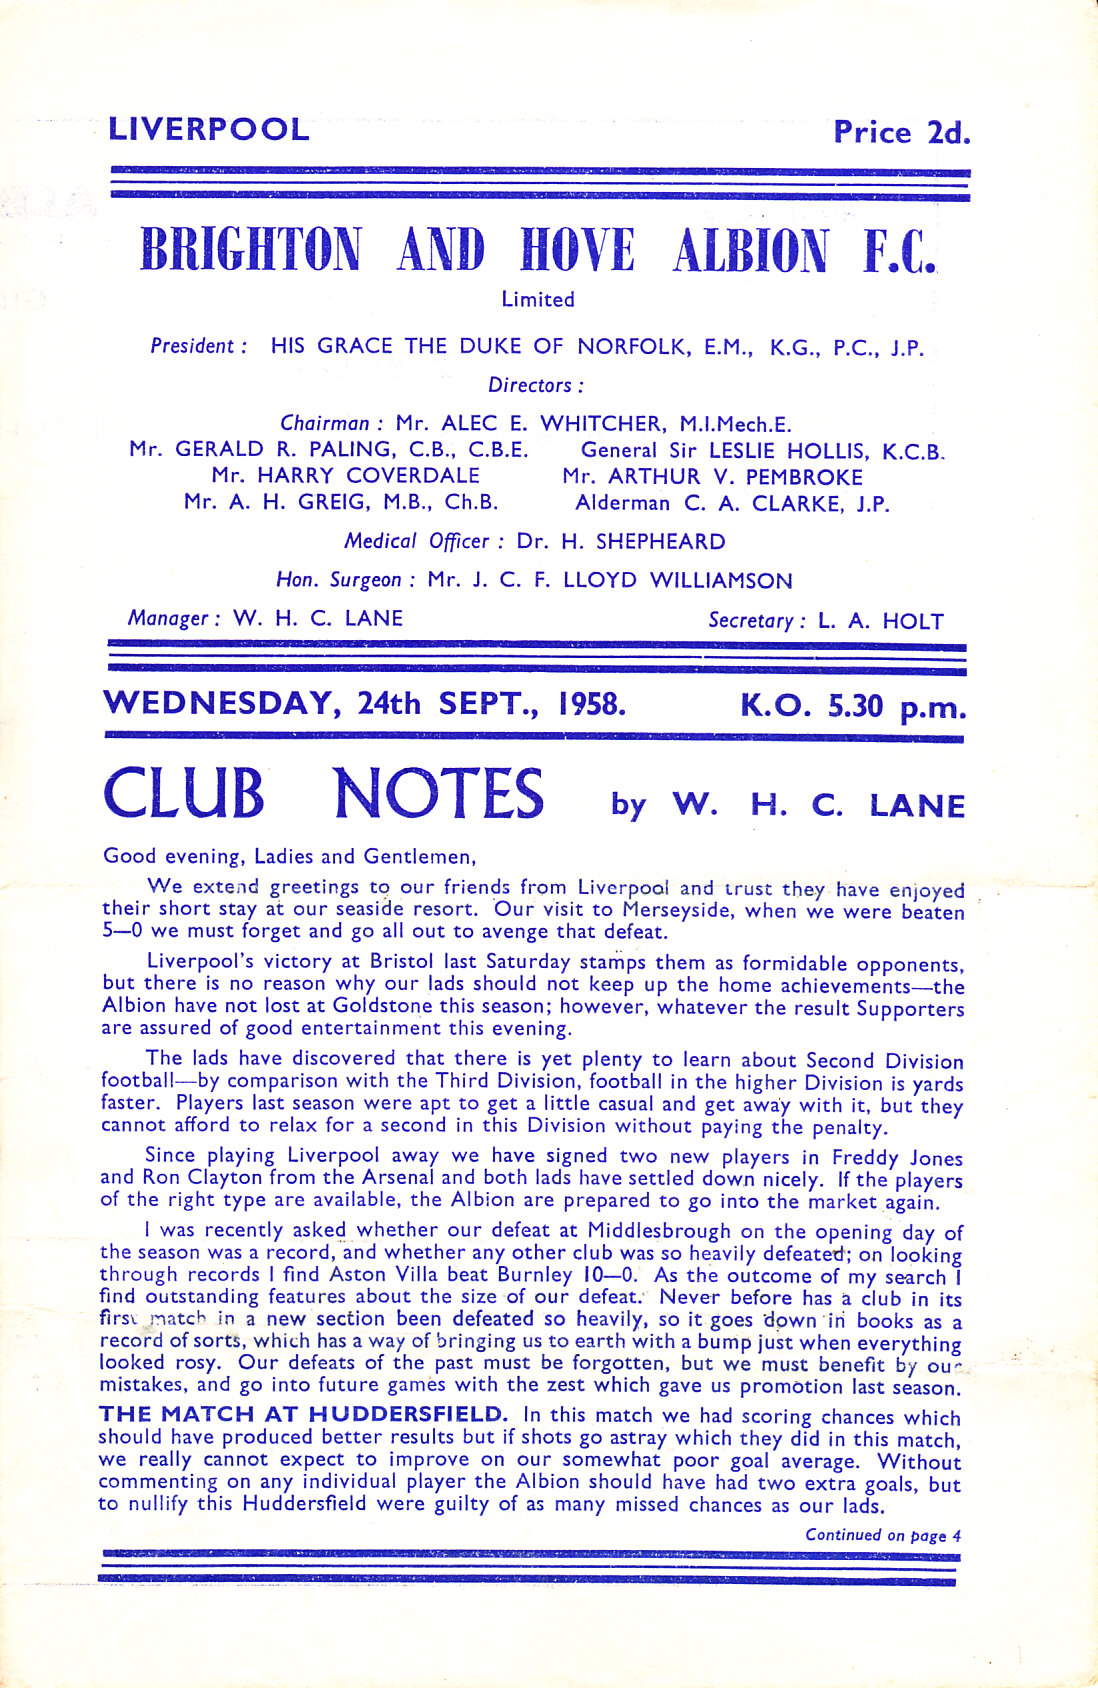 LIVERPOOL Price 2d.
BRIGHTON AND HOVE ALBION F.C.
Limited
President : HIS GRACE THE DUKE OF NORFOLK, E.M., K.G., P.C., J.P.
Directors :
Chairman : Mr. ALEC E. WHITCHER, M.I.Mech.E.
Mr. GERALD R. PALING, C.B., C.B.E. General Sir LESLIE HOLLIS, K.C.B.
Mr. HARRY COVERDALE Mr. ARTHUR V. PEMBROKE
Mr. A. H. GREIG, M.B., Ch.B. Alderman C. A. CLARKE, J.P.
Medical Officer : Dr. H. SHEPHEARD
Hon. Surgeon : Mr. J. C. F. LLOYD WILLIAMSON
Manager : W. H. C. LANE Secretary : L. A. HOLT
WEDNESDAY, 24th SEPT., 1958. K.O. 5.30 p.m.
CLUB NOTES by W. H. C. LANE
Good evening, Ladies and Gentlemen,
We extend greetings to our friends from Liverpool and trust they have enjoyed
their short stay at our seaside resort. Our visit to Merseyside, when we were beaten
5—0 we must forget and go all out to avenge that defeat.
Liverpool's victory at Bristol last Saturday stamps them as formidable opponents,
but there is no reason why our lads should not keep up the home achievements—the
Albion have not lost at Goldstone this season; however, whatever the result Supporters
are assured of good entertainment this evening.
The lads have discovered that there is yet plenty to learn about Second Division
football—by comparison with the Third Division, football in the higher Division is yards
faster. Players last season were apt to get a little casual and get away with it, but they
cannot afford to relax for a second in this Division without paying the penalty.
Since playing Liverpool away we have signed two new players in Freddy Jones
and Ron Clayton from the Arsenal and both lads have settled down nicely. If the players
of the right type are available, the Albion are prepared to go into the market again.
I was recently asked whether our defeat at Middlesbrough on the opening day of
the season was a record, and whether any other club was so heavily defeated; on looking
through records I find Aston Villa beat Burnley 10—0. As the outcome of my search I
find outstanding features about the size of our defeat. Never before has a club in its
first match in a new section been defeated so heavily, so it goes down in books as a
record of sorts, which has a way of bringing us to earth with a bump just when everything
looked rosy. Our defeats of the past must be forgotten, but we must benefit by our
mistakes, and go into future games with the zest which gave us promotion last season.
THE MATCH AT HUDDERSFIELD. In this match we had scoring chances which
should have produced better results but if shots go astray which they did in this match,
we really cannot expect to improve on our somewhat poor goal average. Without
commenting on any individual player the Albion should have had two extra goals, but
to nullify this Huddersfield were guilty of as many missed chances as our lads.
Continued on page 4